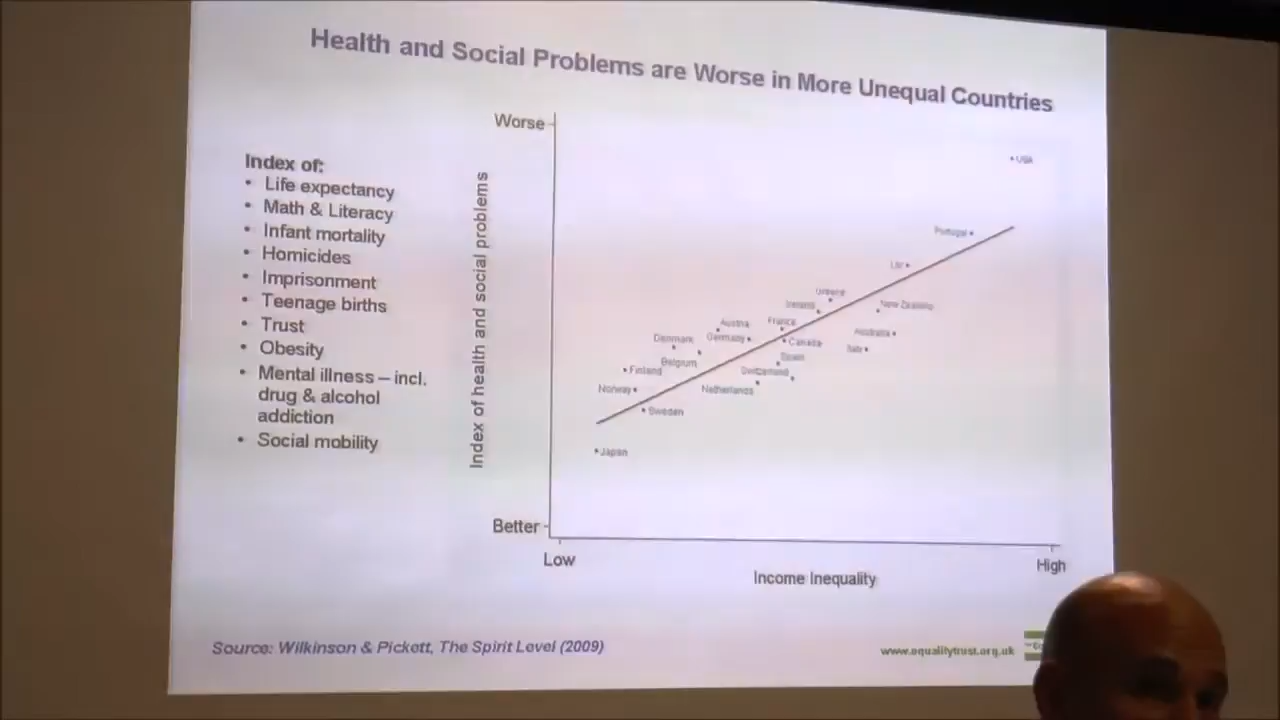 Health and Social Problems are Worse in More Unequal Countries
Index of:
• Life expectancy
• Math & Literacy
• Infant mortality
• Homicides
• Imprisonment
• Teenage births
• Trust
• Obesity
• Mental illness – incl.
drug & alcohol
addiction
• Social mobility
Index of health and social problems
Worse
USA
Portugal
UK
Greece
Ireland
New Zealand
Austria
France
Australia
Denmark
Germany
Canada
Italy
Belgium
Spain
Finland
Switzerland
Norway
Netherlands
Sweden
Japan
Better
Low
High
Income Inequality
Source: Wilkinson & Pickett, The Spirit Level (2009)
www.equalitytrust.org.uk